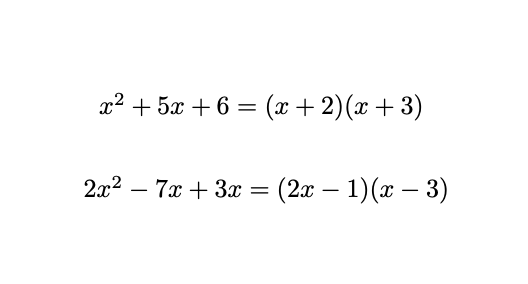 x² + 5x + 6 = (x + 2)(x + 3)
2x² − 7x + 3x = (2x − 1)(x − 3)